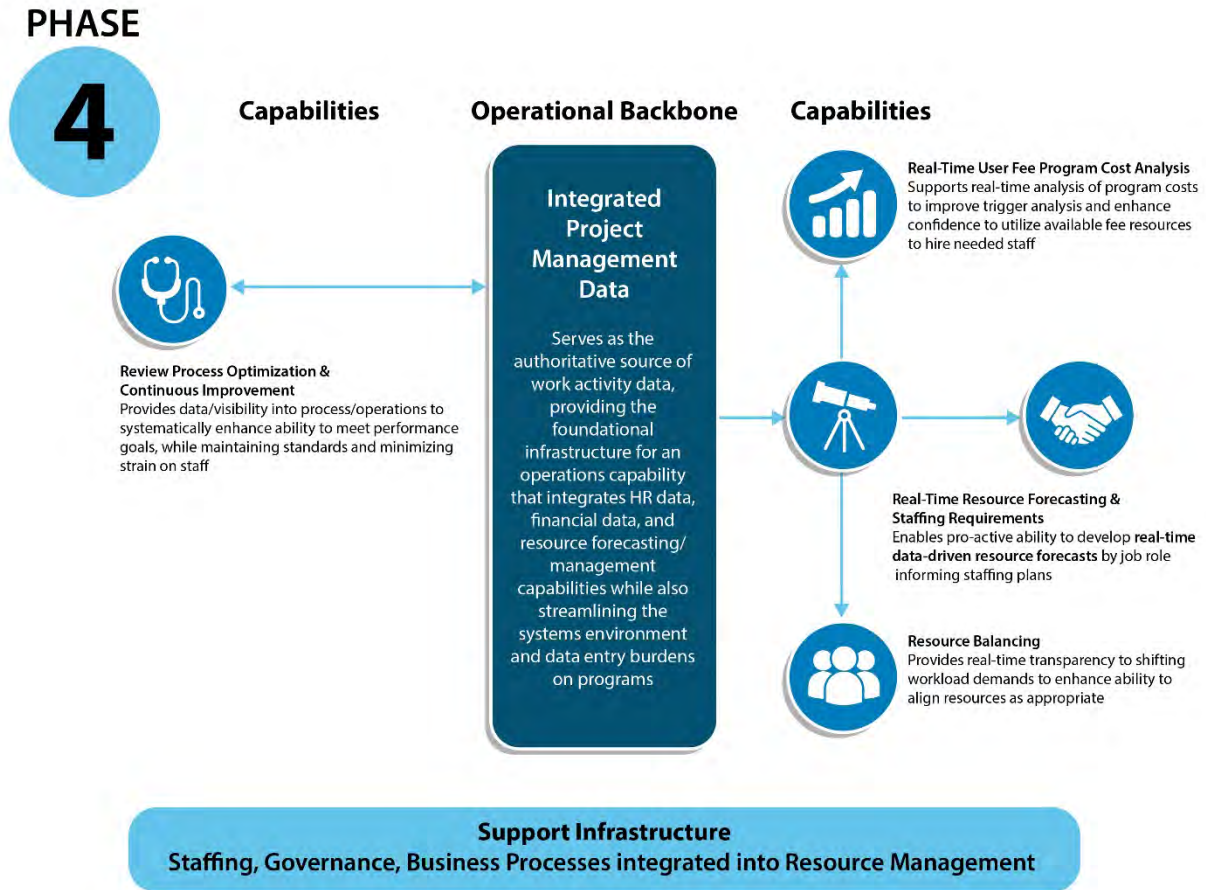 PHASE
4
Capabilities
Operational Backbone
Capabilities
Review Process Optimization &
Continuous Improvement
Provides data/visibility into process/operations to
systematically enhance ability to meet performance
goals, while maintaining standards and minimizing
strain on staff
Integrated
Project
Management
Data
Serves as the
authoritative source of
work activity data,
providing the
foundational
infrastructure for an
operations capability
that integrates HR data,
financial data, and
resource forecasting/
management
capabilities while also
streamlining the
systems environment
and data entry burdens
on programs
Real-Time User Fee Program Cost Analysis
Supports real-time analysis of program costs
to improve trigger analysis and enhance
confidence to utilize available fee resources
to hire needed staff
Real-Time Resource Forecasting &
Staffing Requirements
Enables pro-active ability to develop real-time
data-driven resource forecasts by job role
informing staffing plans
Resource Balancing
Provides real-time transparency to shifting
workload demands to enhance ability to
align resources as appropriate
Support Infrastructure
Staffing, Governance, Business Processes integrated into Resource Management